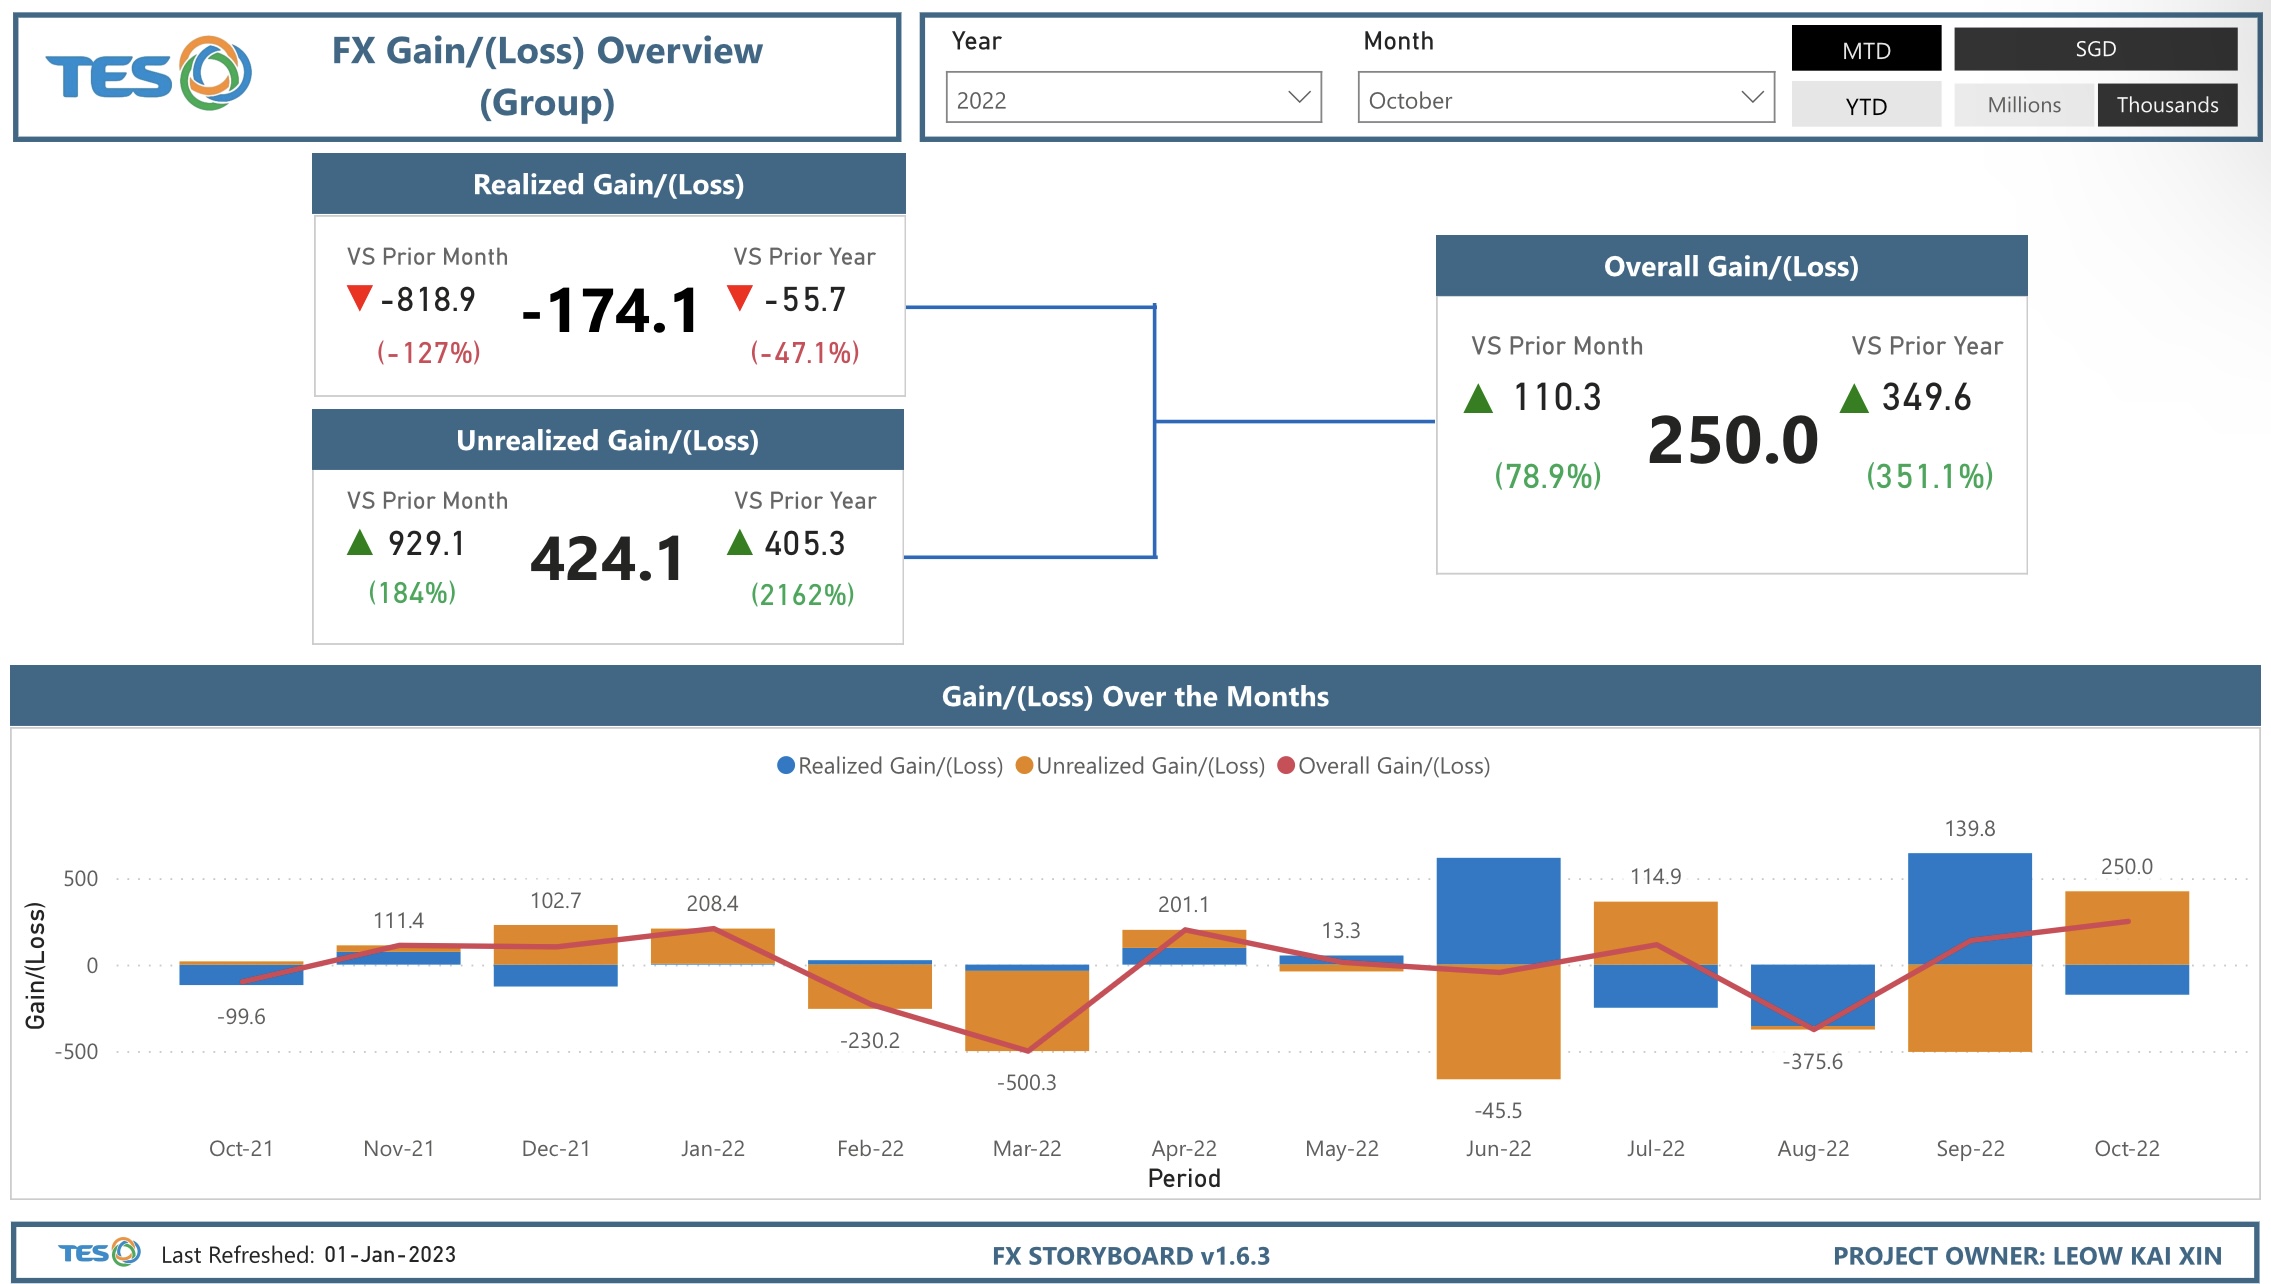 TES
FX Gain/(Loss) Overview
(Group)
Year
2022
Month
October
MTD
YTD
SGD
Millions
Thousands
Realized Gain/(Loss)
VS Prior Month
-818.9
(-127%)
-174.1
VS Prior Year
-55.7
(-47.1%)
Unrealized Gain/(Loss)
VS Prior Month
929.1
(184%)
424.1
VS Prior Year
405.3
(2162%)
Overall Gain/(Loss)
VS Prior Month
110.3
(78.9%)
250.0
VS Prior Year
349.6
(351.1%)
Gain/(Loss) Over the Months
Realized Gain/(Loss) Unrealized Gain/(Loss) Overall Gain/(Loss)
Gain/(Loss)
500
0
-500
-99.6
111.4
102.7
208.4
-230.2
-500.3
201.1
13.3
-45.5
114.9
-375.6
139.8
250.0
Oct-21 Nov-21 Dec-21 Jan-22 Feb-22 Mar-22 Apr-22 May-22 Jun-22 Jul-22 Aug-22 Sep-22 Oct-22
Period
TES Last Refreshed: 01-Jan-2023
FX STORYBOARD v1.6.3
PROJECT OWNER: LEOW KAI XIN